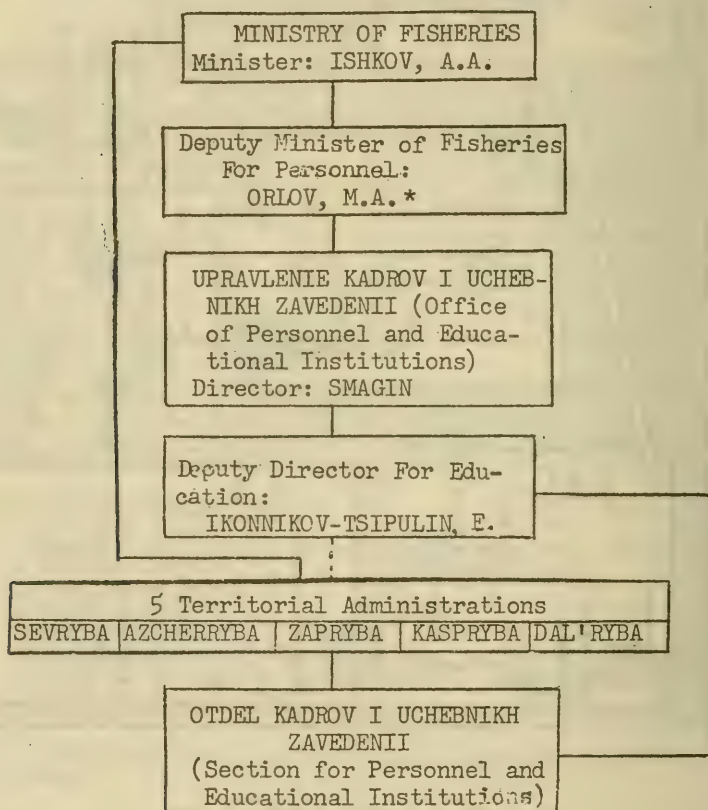 MINISTRY OF FISHERIES
Minister: ISHKOV, A.A.
Deputy Minister of Fisheries
For Personnel:
ORLOV, M.A.*
UPRAVLENIE KADROV I UCHEB-
NIKH ZAVEDENII (Office
of Personnel and Educa-
tional Institutions)
Director: SMAGIN
Deputy Director For Edu-
cation:
IKONNIKOV-TSIPULIN, E.
5 Territorial Administrations
SEVRYBA AZCHERRYBA ZAPRYBA KASPRYBA DAL'RYBA
OTDEL KADROV I UCHEBNIKH
ZAVEDENII
(Section for Personnel and
Educational Institutions)